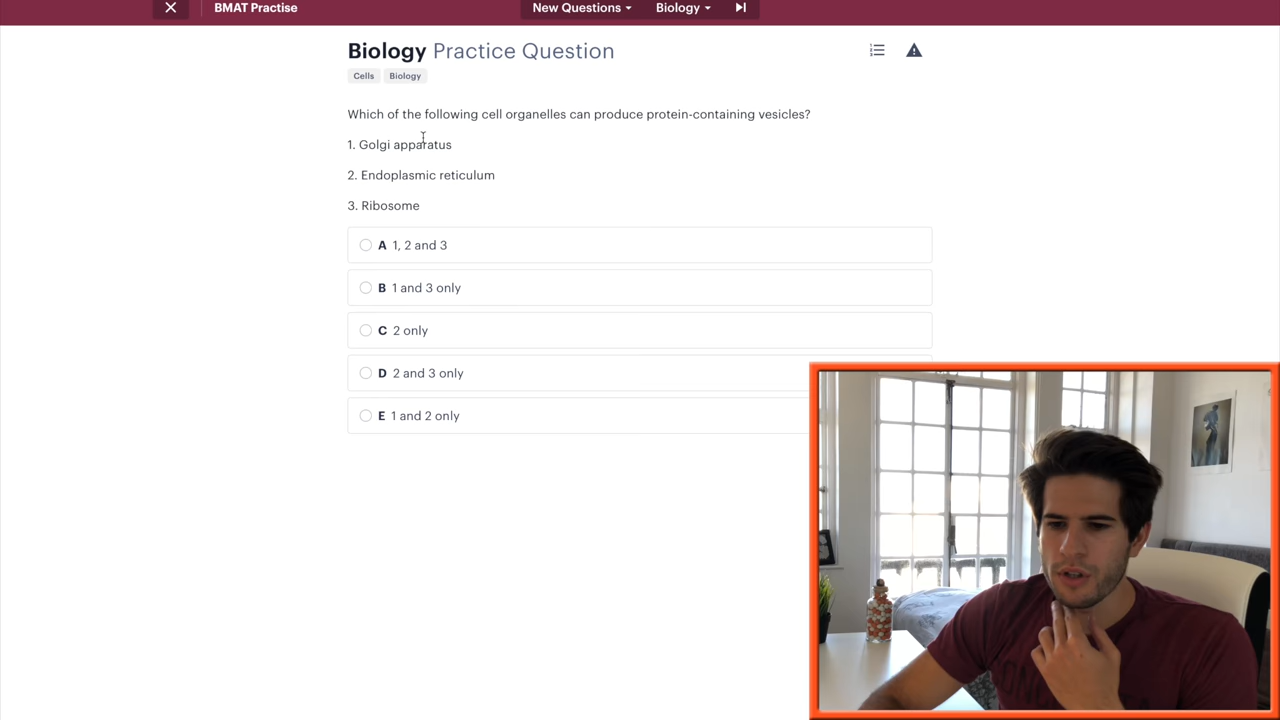 BMAT Practise
New Questions
Biology
Biology Practice Question
Cells
Biology
Which of the following cell organelles can produce protein-containing vesicles?
1. Golgi apparatus
2. Endoplasmic reticulum
3. Ribosome
A 1, 2 and 3
B 1 and 3 only
C 2 only
D 2 and 3 only
E 1 and 2 only